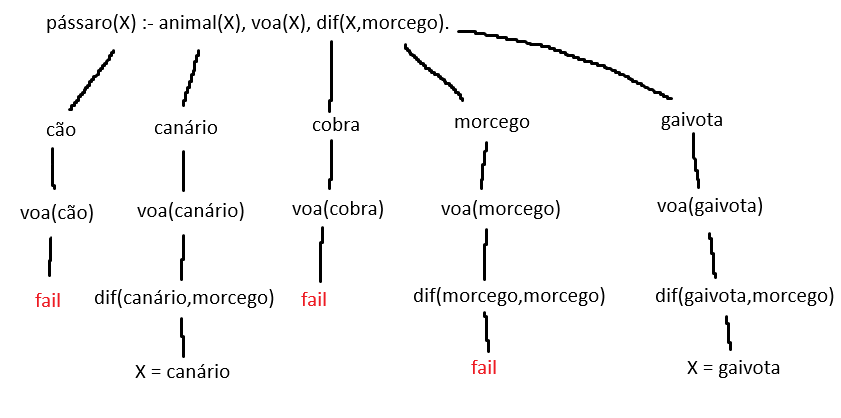 pássaro(X) :- animal(X), voa(X), dif(X,morcego).
cão canário cobra morcego gaivota
voa(cão) voa(canário) voa(cobra) voa(morcego) voa(gaivota)
fail dif(canário,morcego) fail dif(morcego,morcego) dif(gaivota,morcego)
X = canário fail X = gaivota